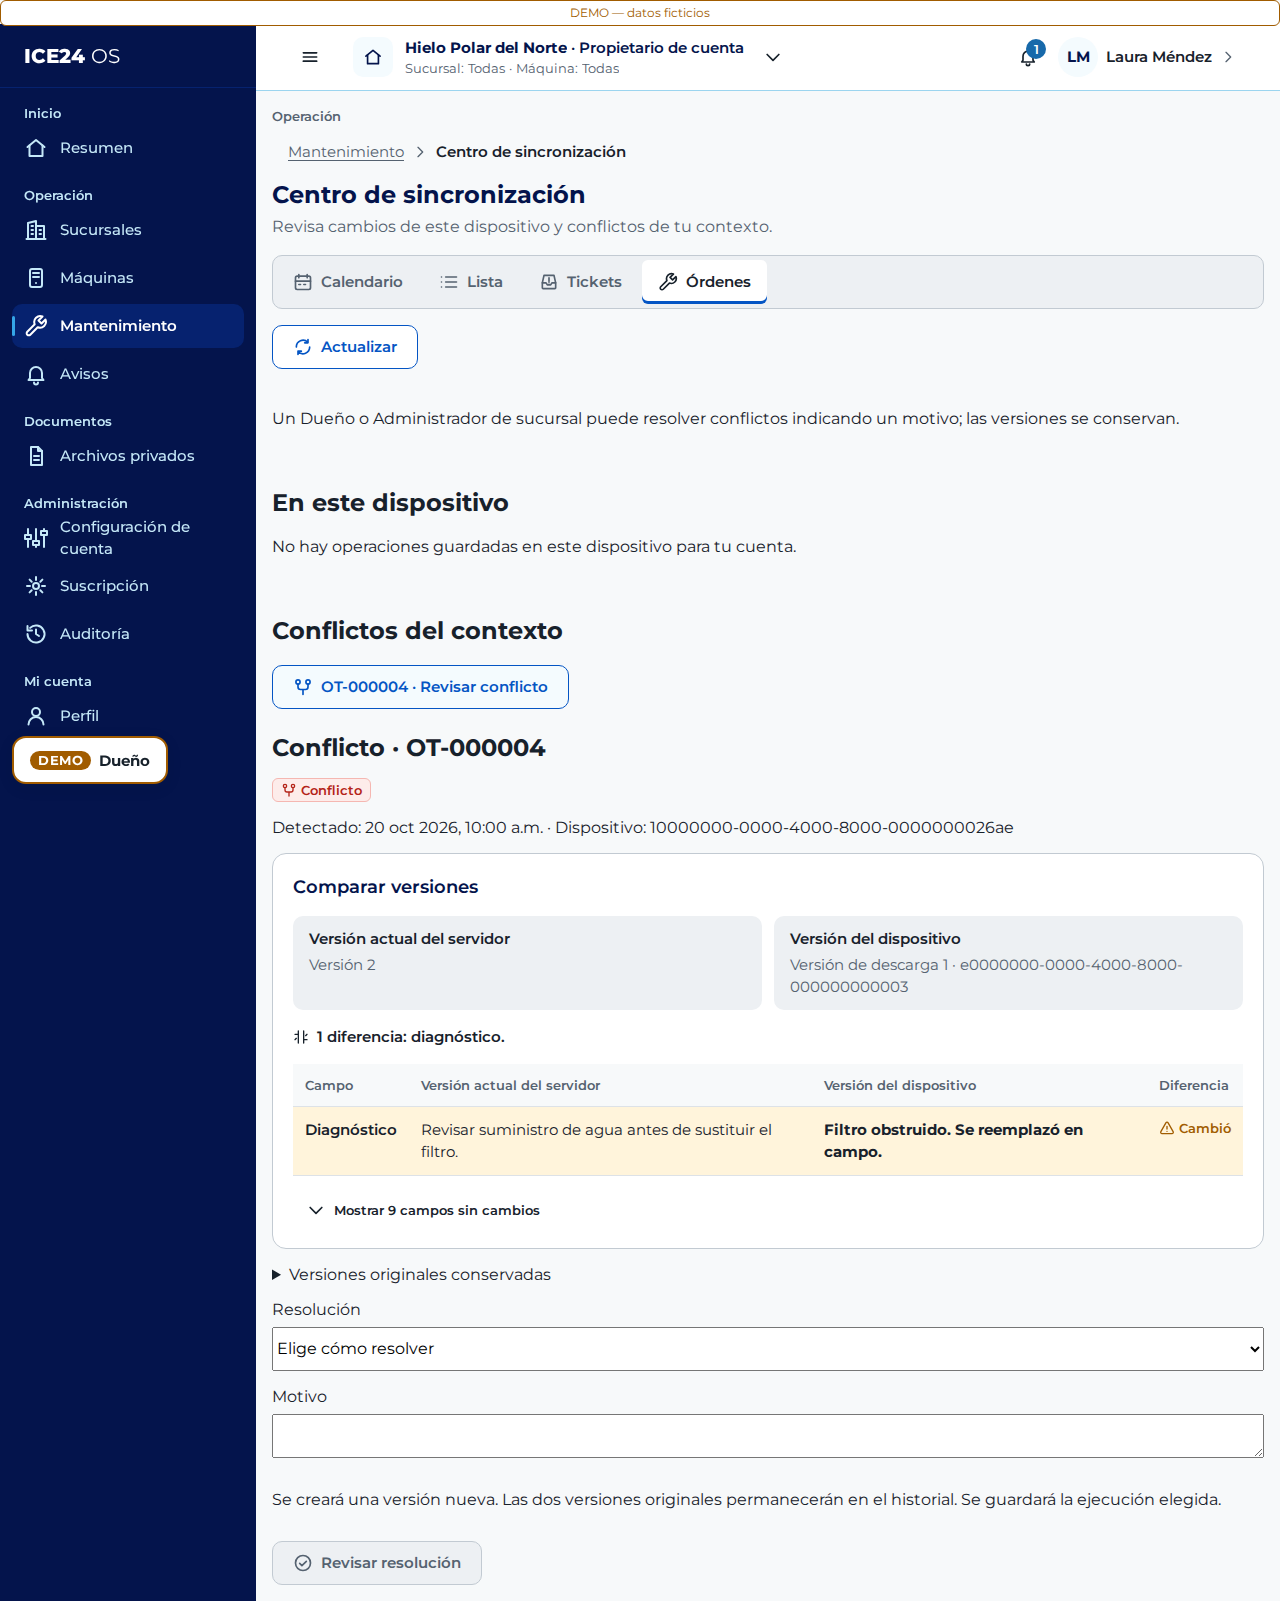 DEMO — datos ficticios
ICE24 OS
Inicio
Resumen
Operación
Sucursales
Máquinas
Mantenimiento
Avisos
Documentos
Archivos privados
Administración
Configuración de
cuenta
Suscripción
Auditoría
Mi cuenta
Perfil
DEMO Dueño
Hielo Polar del Norte · Propietario de cuenta
Sucursal: Todas · Máquina: Todas
1
LM Laura Méndez
Operación
Mantenimiento Centro de sincronización
Centro de sincronización
Revisa cambios de este dispositivo y conflictos de tu contexto.
Calendario Lista Tickets Órdenes
Actualizar
Un Dueño o Administrador de sucursal puede resolver conflictos indicando un motivo; las versiones se conservan.
En este dispositivo
No hay operaciones guardadas en este dispositivo para tu cuenta.
Conflictos del contexto
OT-000004 · Revisar conflicto
Conflicto · OT-000004
Conflicto
Detectado: 20 oct 2026, 10:00 a.m. · Dispositivo: 10000000-0000-4000-8000-0000000026ae
Comparar versiones
Versión actual del servidor
Versión 2
Versión del dispositivo
Versión de descarga 1 · e0000000-0000-4000-8000-
000000000003
1 diferencia: diagnóstico.
Campo Versión actual del servidor Versión del dispositivo Diferencia
Diagnóstico Revisar suministro de agua antes de sustituir el Filtro obstruido. Se reemplazó en Cambió
filtro. campo.
Mostrar 9 campos sin cambios
Versiones originales conservadas
Resolución
Elige cómo resolver
Motivo
Se creará una versión nueva. Las dos versiones originales permanecerán en el historial. Se guardará la ejecución elegida.
Revisar resolución